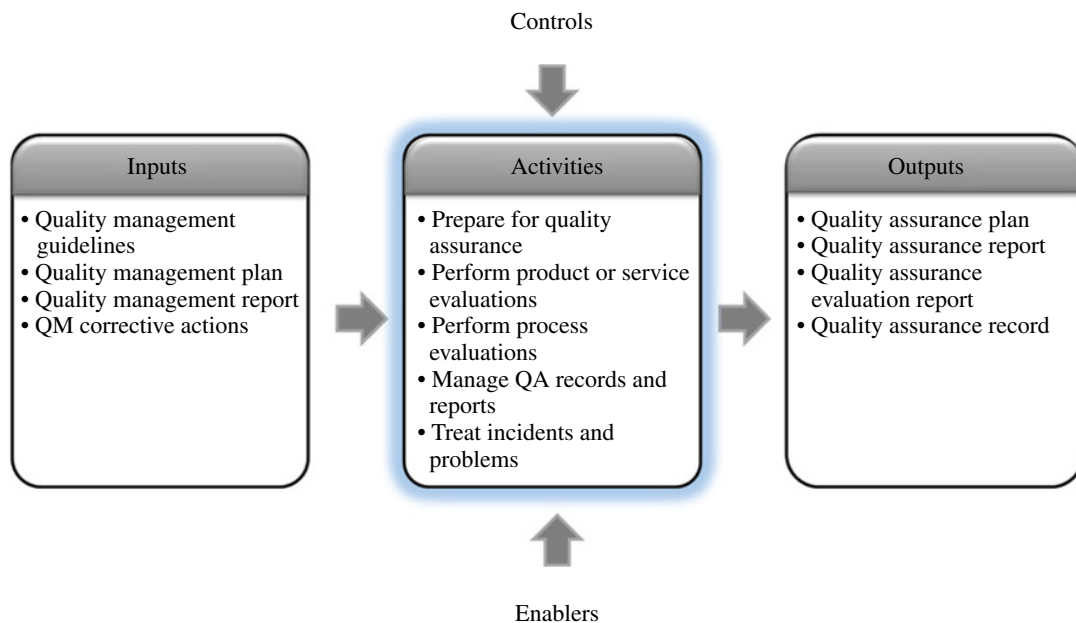 Controls
Inputs
• Quality management
guidelines
• Quality management plan
• Quality management report
• QM corrective actions
Activities
• Prepare for quality
assurance
• Perform product or service
evaluations
• Perform process
evaluations
• Manage QA records and
reports
• Treat incidents and
problems
Outputs
• Quality assurance plan
• Quality assurance report
• Quality assurance
evaluation report
• Quality assurance record
Enablers